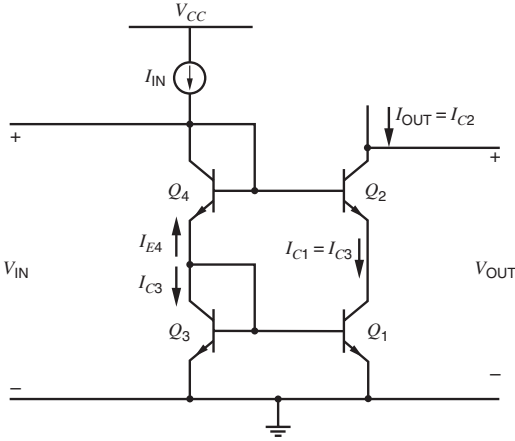 V_CC
I_IN
I_OUT = I_C2
+
+
Q_4
Q_2
I_E4
I_C1 = I_C3
V_IN
I_C3
V_OUT
Q_3
Q_1
–
–